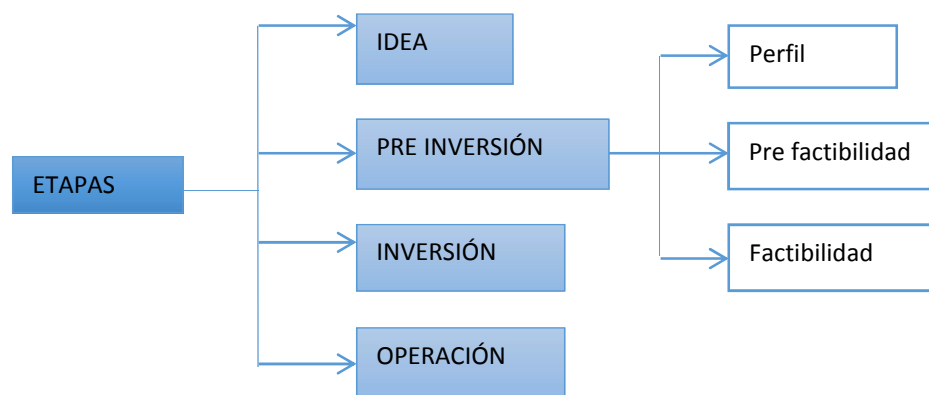 ETAPAS
IDEA
PRE INVERSIÓN
INVERSIÓN
OPERACIÓN
Perfil
Pre factibilidad
Factibilidad